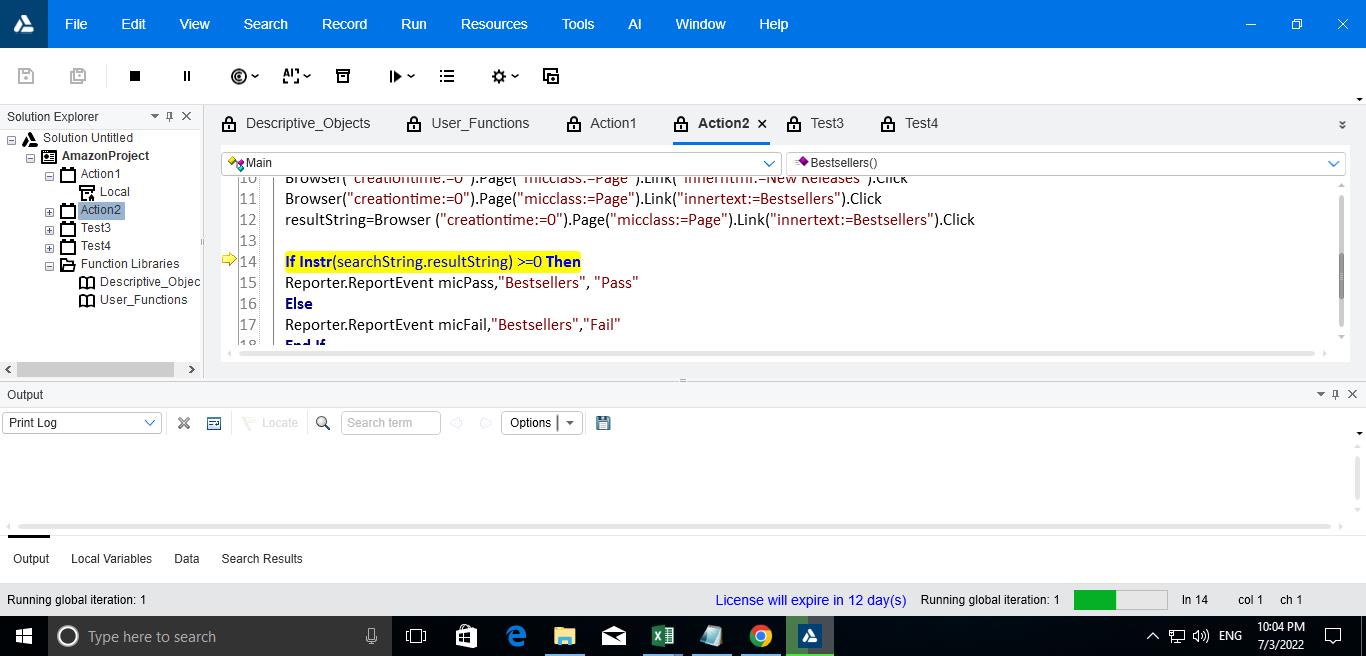 File Edit View Search Record Run Resources Tools AI Window Help
Solution Explorer
Solution Untitled
AmazonProject
Action1
Local
Action2
Test3
Test4
Function Libraries
Descriptive_Objec
User_Functions
Descriptive_Objects User_Functions Action1 Action2 Test3 Test4
Main Bestsellers()
10 Browser("creationtime:=0").Page("micclass:=Page").Link("innerhtml:=New Releases").Click
11 Browser("creationtime:=0").Page("micclass:=Page").Link("innertext:=Bestsellers").Click
12 resultString=Browser ("creationtime:=0").Page("micclass:=Page").Link("innertext:=Bestsellers").Click
13
14 If Instr(searchString.resultString) >=0 Then
15 Reporter.ReportEvent micPass,"Bestsellers", "Pass"
16 Else
17 Reporter.ReportEvent micFail,"Bestsellers","Fail"
18 End If
Output
Print Log Locate Search term Options
Output Local Variables Data Search Results
Running global iteration: 1 License will expire in 12 day(s) Running global iteration: 1 ln 14 col 1 ch 1
Type here to search ENG 10:04 PM
7/3/2022